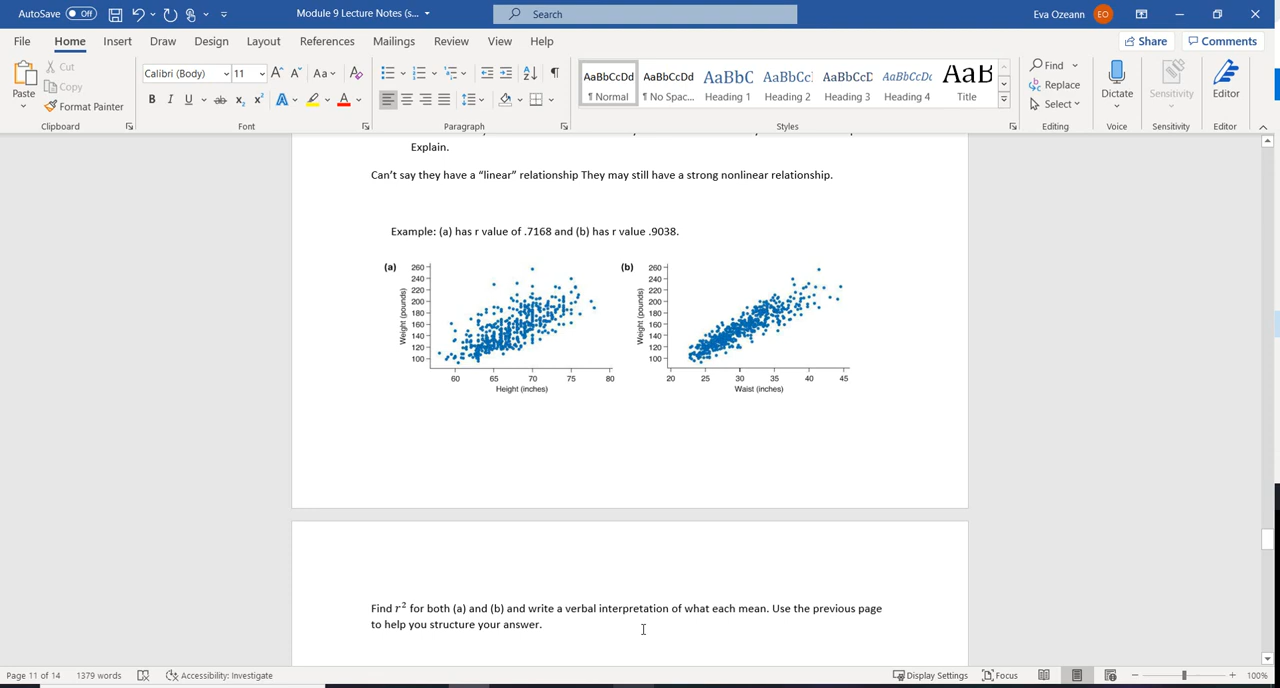 AutoSave Off Module 9 Lecture Notes (s... Search Eva Ozeann EO
File Home Insert Draw Design Layout References Mailings Review View Help Share Comments
Paste Cut Copy Format Painter
Calibri (Body) 11 A A Aa A
B I U ab x₂ x² A A
AaBbCcDd AaBbCcDd AaBbC AaBbCc AaBbCcD AaBbCcDc AaB
¶ Normal ¶ No Spac... Heading 1 Heading 2 Heading 3 Heading 4 Title
Find Replace Select Dictate Sensitivity Editor
Clipboard Font Paragraph Styles Editing Voice Sensitivity Editor
Explain.
Can't say they have a “linear” relationship They may still have a strong nonlinear relationship.
Example: (a) has r value of .7168 and (b) has r value .9038.
(a)
Weight (pounds)
260
240
220
200
180
160
140
120
100
60 65 70 75 80
Height (inches)
(b)
Weight (pounds)
260
240
220
200
180
160
140
120
100
20 25 30 35 40 45
Waist (inches)
Find r² for both (a) and (b) and write a verbal interpretation of what each mean. Use the previous page
to help you structure your answer.
Page 11 of 14 1379 words Accessibility: Investigate Display Settings Focus 100%